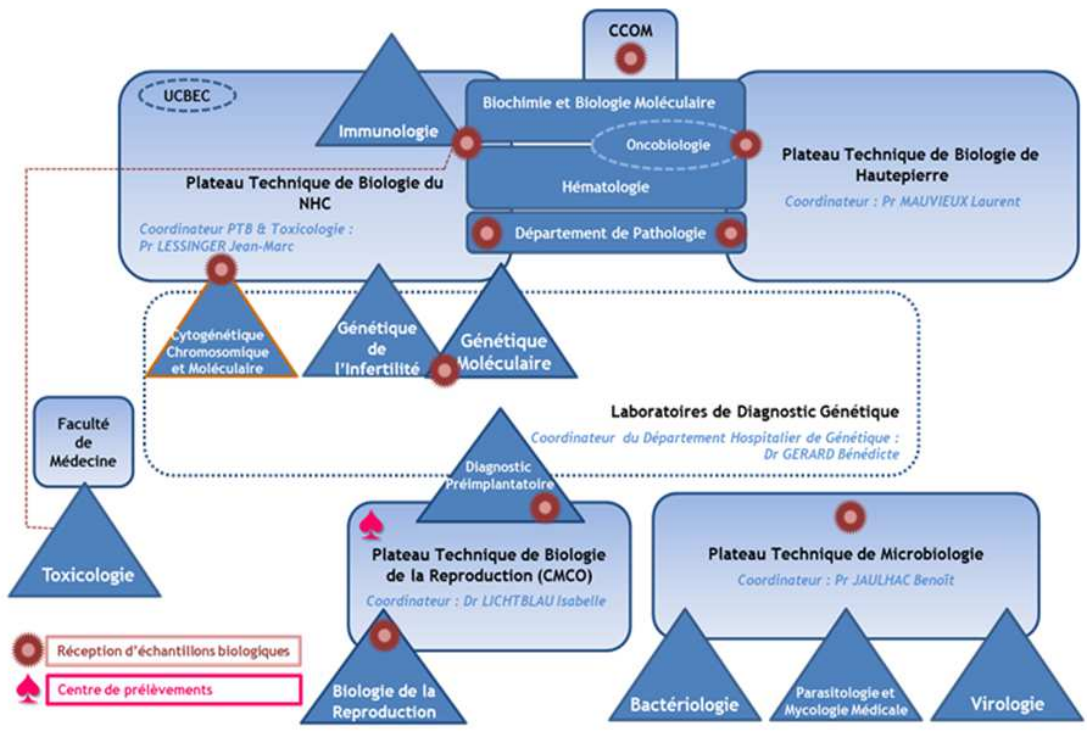 CCOM
UCBEC
Immunologie
Biochimie et Biologie Moléculaire
Oncobiologie
Hématologie
Département de Pathologie
Plateau Technique de Biologie du
NHC
Coordinateur PTB & Toxicologie :
Pr LESSINGER Jean-Marc
Plateau Technique de Biologie de
Hautepierre
Coordinateur : Pr MAUVIEUX Laurent
Cytogénétique
Chromosomique
et Moléculaire
Génétique
de
l'Infertilité
Génétique
Moléculaire
Laboratoires de Diagnostic Génétique
Coordinateur du Département Hospitalier de Génétique :
Dr GERARD Bénédicte
Faculté
de
Médecine
Toxicologie
Diagnostic
Préimplantatoire
Plateau Technique de Biologie
de la Reproduction (CMCO)
Coordinateur : Dr LICHTBLAU Isabelle
Biologie de la
Reproduction
Plateau Technique de Microbiologie
Coordinateur : Pr JAULHAC Benoît
Bactériologie
Parasitologie et
Mycologie Médicale
Virologie
Réception d'échantillons biologiques
Centre de prélèvements